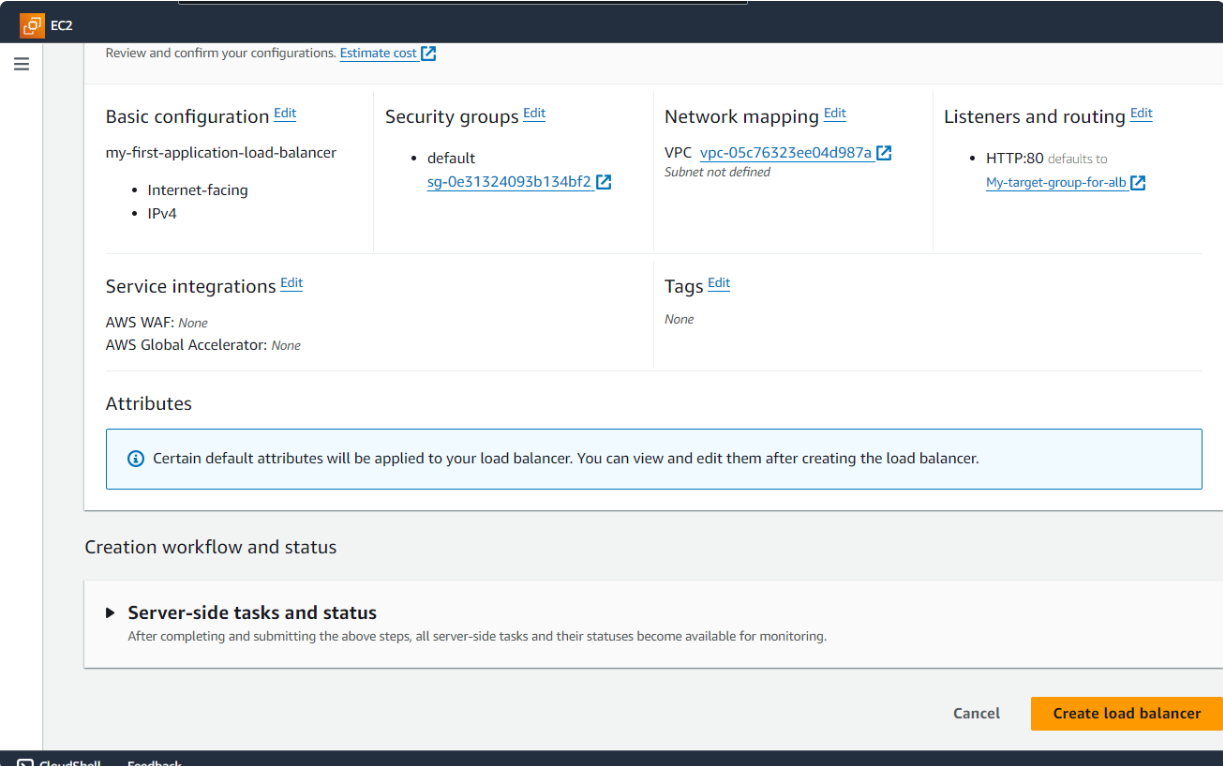 EC2
Review and confirm your configurations. Estimate cost
Basic configuration Edit
my-first-application-load-balancer
• Internet-facing
• IPv4
Security groups Edit
• default
sg-0e31324093b134bf2
Network mapping Edit
VPC vpc-05c76323ee04d987a
Subnet not defined
Listeners and routing Edit
• HTTP:80 defaults to
My-target-group-for-alb
Service integrations Edit
AWS WAF: None
AWS Global Accelerator: None
Tags Edit
None
Attributes
Certain default attributes will be applied to your load balancer. You can view and edit them after creating the load balancer.
Creation workflow and status
Server-side tasks and status
After completing and submitting the above steps, all server-side tasks and their statuses become available for monitoring.
Cancel
Create load balancer
CloudShell Feedback